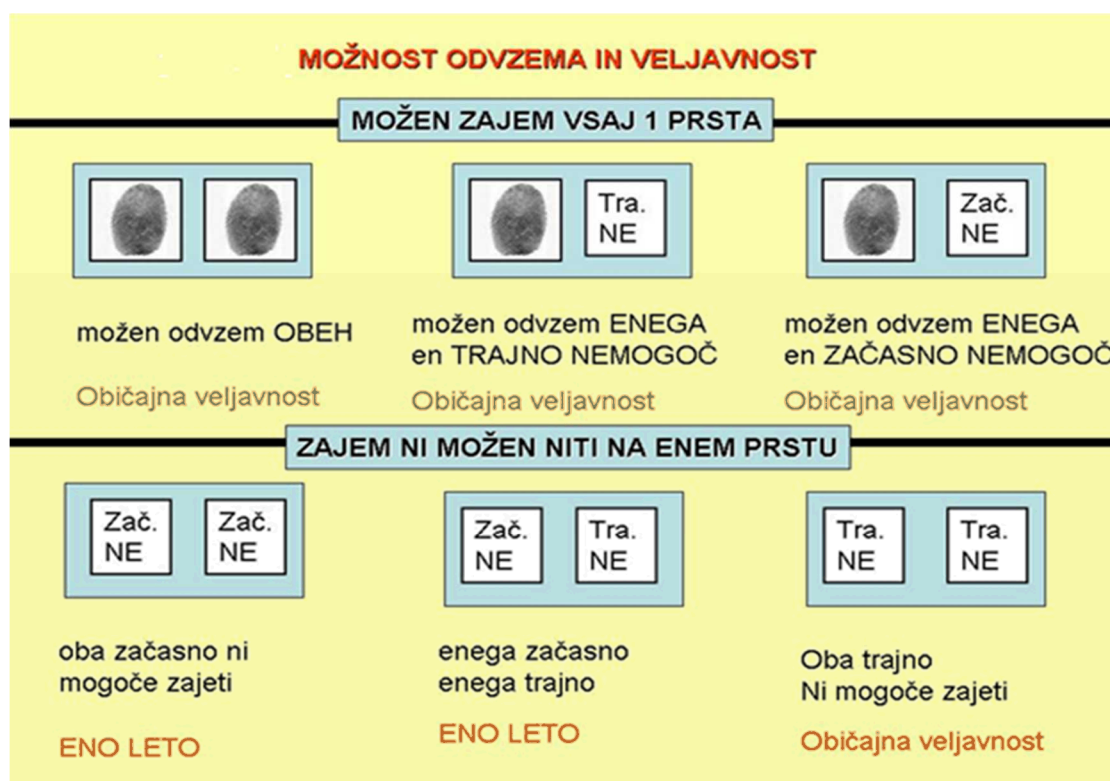 MOŽNOST ODVZEMA IN VELJAVNOST
MOŽEN ZAJEM VSAJ 1 PRSTA
Tra.
NE
Zač.
NE
možen odvzem OBEH
Običajna veljavnost
možen odvzem ENEGA
en TRAJNO NEMOGOČ
Običajna veljavnost
možen odvzem ENEGA
en ZAČASNO NEMOGOČ
Običajna veljavnost
ZAJEM NI MOŽEN NITI NA ENEM PRSTU
Zač.
NE
Zač.
NE
Zač.
NE
Tra.
NE
Tra.
NE
Tra.
NE
oba začasno ni
mogoče zajeti
ENO LETO
enega začasno
enega trajno
ENO LETO
Oba trajno
Ni mogoče zajeti
Običajna veljavnost